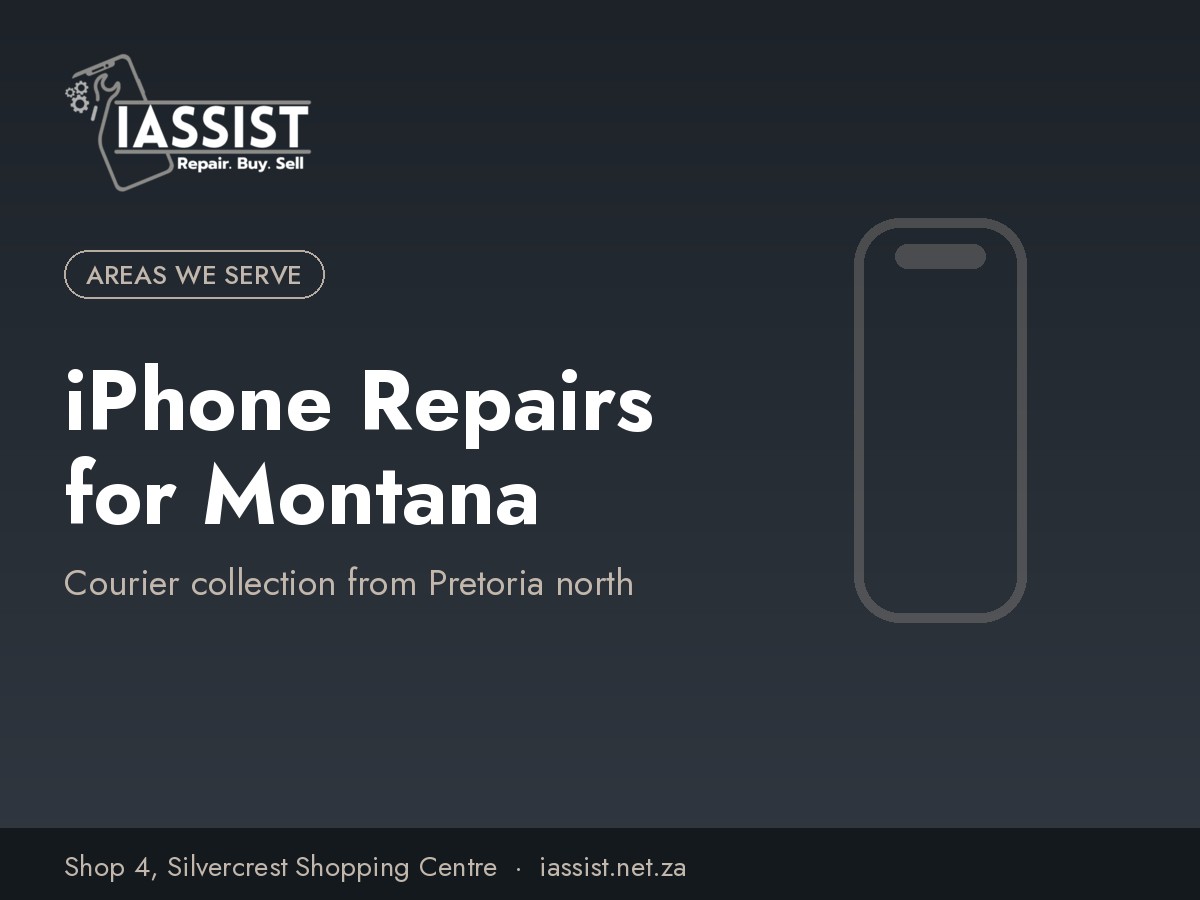 IASSIST
Repair. Buy. Sell
AREAS WE SERVE
iPhone Repairs
for Montana
Courier collection from Pretoria north
Shop 4, Silvercrest Shopping Centre · iassist.net.za